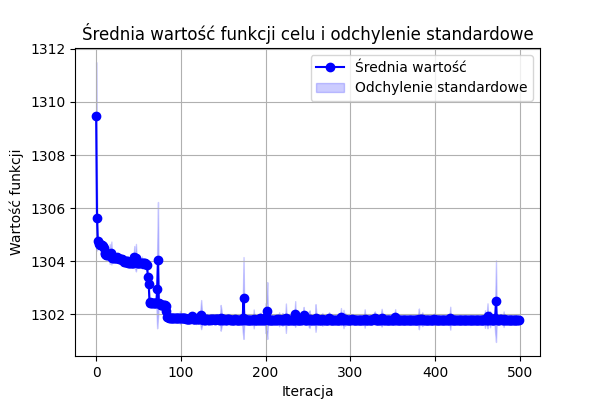 Średnia wartość funkcji celu i odchylenie standardowe
1312
1310
1308
1306
1304
1302
Wartość funkcji
Średnia wartość
Odchylenie standardowe
0 100 200 300 400 500
Iteracja